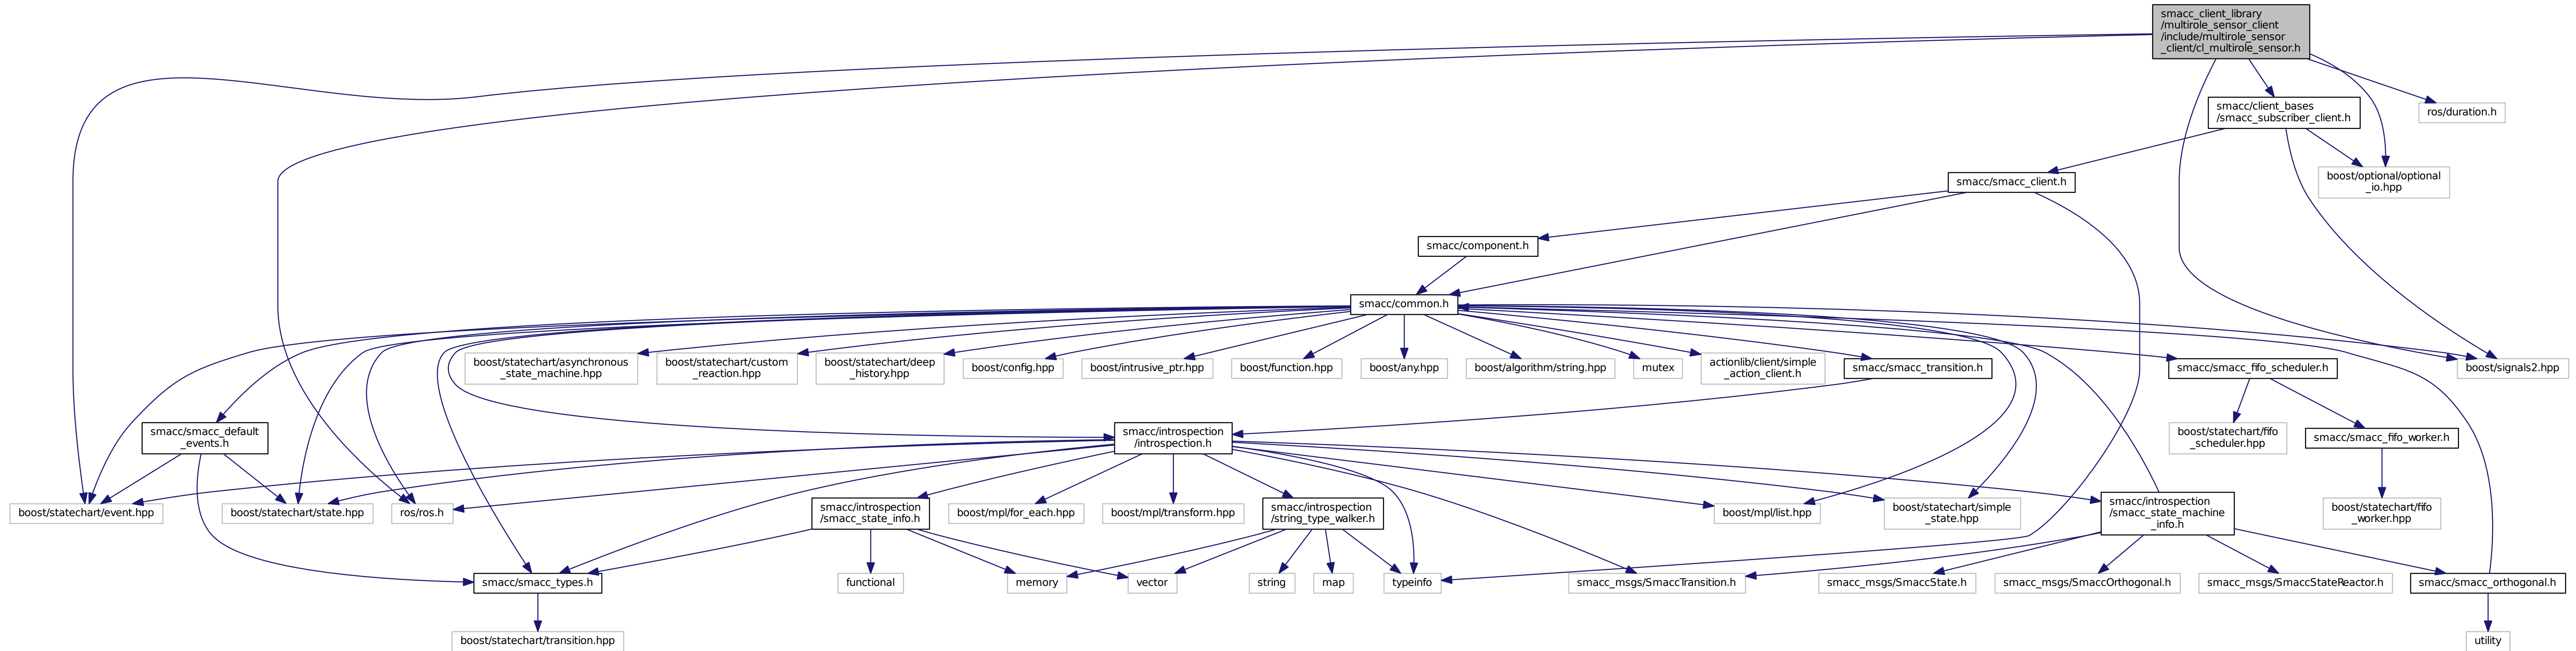 smacc_client_library
/multirole_sensor_client
/include/multirole_sensor
_client/cl_multirole_sensor.h
smacc/client_bases
/smacc_subscriber_client.h
ros/duration.h
smacc/smacc_client.h
boost/optional/optional
_io.hpp
smacc/component.h
smacc/common.h
boost/statechart/asynchronous
_state_machine.hpp
boost/statechart/custom
_reaction.hpp
boost/statechart/deep
_history.hpp
boost/config.hpp
boost/intrusive_ptr.hpp
boost/function.hpp
boost/any.hpp
boost/algorithm/string.hpp
mutex
actionlib/client/simple
_action_client.h
smacc/smacc_transition.h
smacc/smacc_fifo_scheduler.h
boost/signals2.hpp
smacc/smacc_default
_events.h
smacc/introspection
/introspection.h
boost/statechart/fifo
_scheduler.hpp
smacc/smacc_fifo_worker.h
boost/statechart/event.hpp
boost/statechart/state.hpp
ros/ros.h
smacc/introspection
/smacc_state_info.h
boost/mpl/for_each.hpp
boost/mpl/transform.hpp
smacc/introspection
/string_type_walker.h
boost/mpl/list.hpp
boost/statechart/simple
_state.hpp
smacc/introspection
/smacc_state_machine
_info.h
boost/statechart/fifo
_worker.hpp
smacc/smacc_types.h
functional
memory
vector
string
map
typeinfo
smacc_msgs/SmaccTransition.h
smacc_msgs/SmaccState.h
smacc_msgs/SmaccOrthogonal.h
smacc_msgs/SmaccStateReactor.h
smacc/smacc_orthogonal.h
boost/statechart/transition.hpp
utility